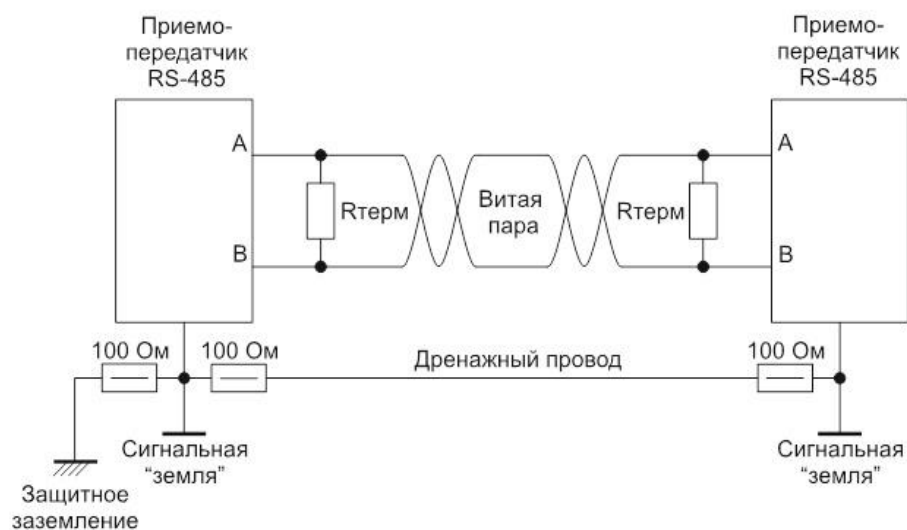 Приемо-
передатчик
RS-485
Приемо-
передатчик
RS-485
A
A
Rтерм
Витая
пара
Rтерм
B
B
100 Ом
100 Ом
Дренажный провод
100 Ом
Сигнальная
“земля”
Сигнальная
“земля”
Защитное
заземление